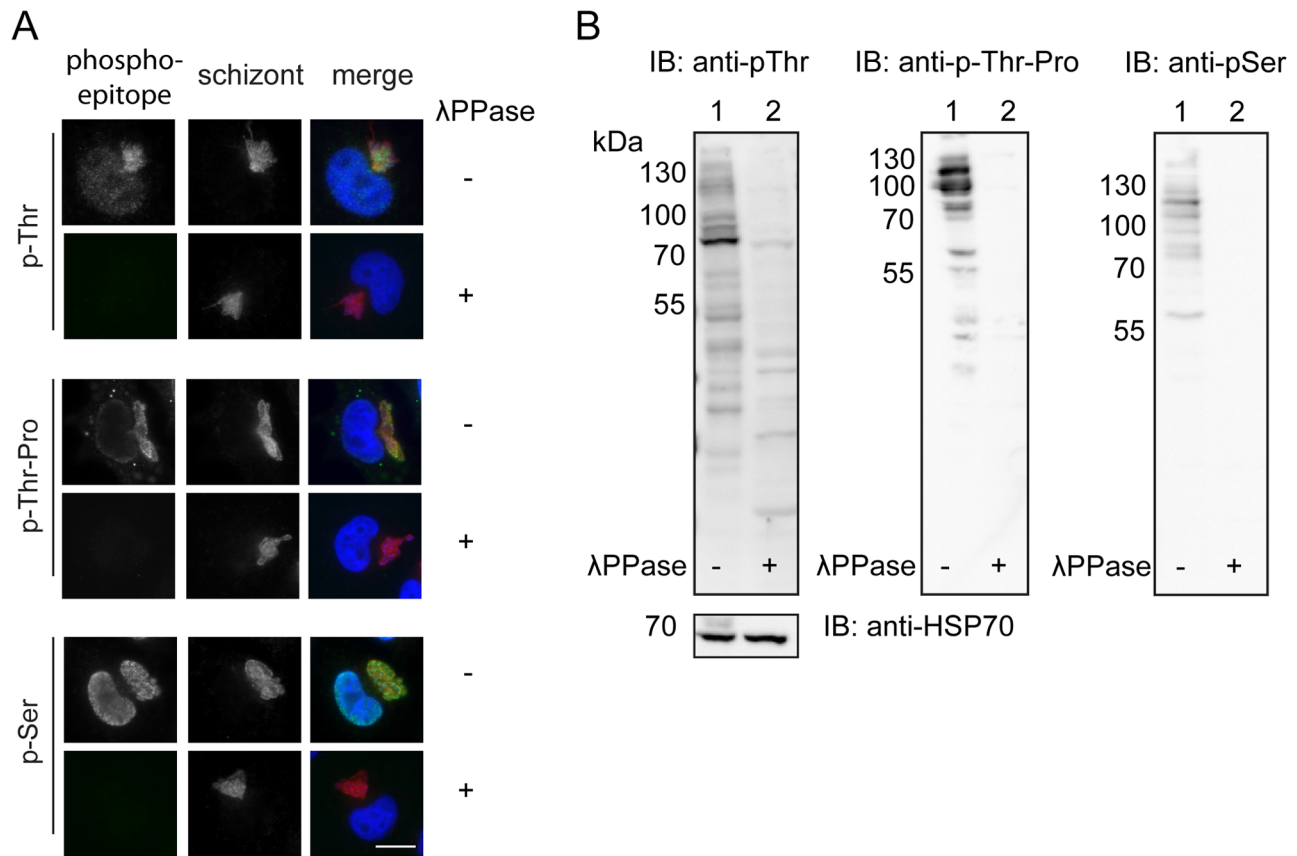 A
phospho-
epitope
schizont
merge
λPPase
p-Thr
-
+
p-Thr-Pro
-
+
p-Ser
-
+
B
IB: anti-pThr
IB: anti-p-Thr-Pro
IB: anti-pSer
1 2
1 2
1 2
kDa
130
100
70
55
130
100
70
55
130
100
70
55
λPPase - +
λPPase - +
λPPase - +
70
IB: anti-HSP70